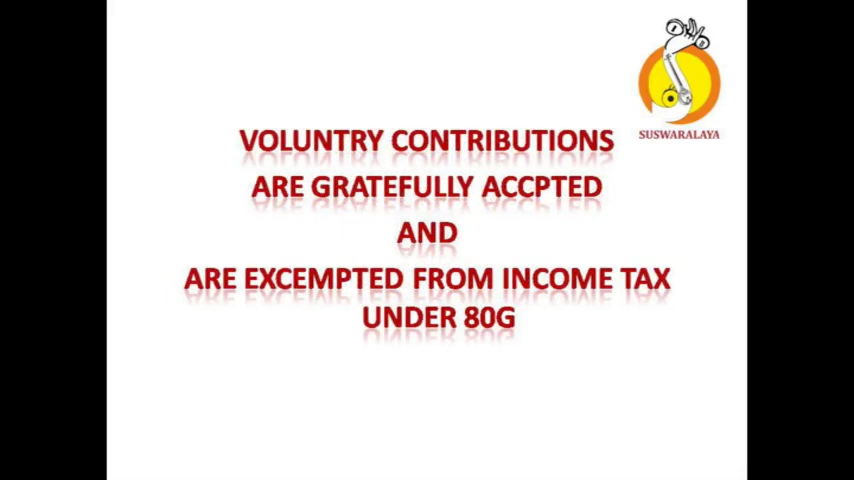 SUSWARALAYA
VOLUNTRY CONTRIBUTIONS
ARE GRATEFULLY ACCPTED
AND
ARE EXCEMPTED FROM INCOME TAX
UNDER 80G